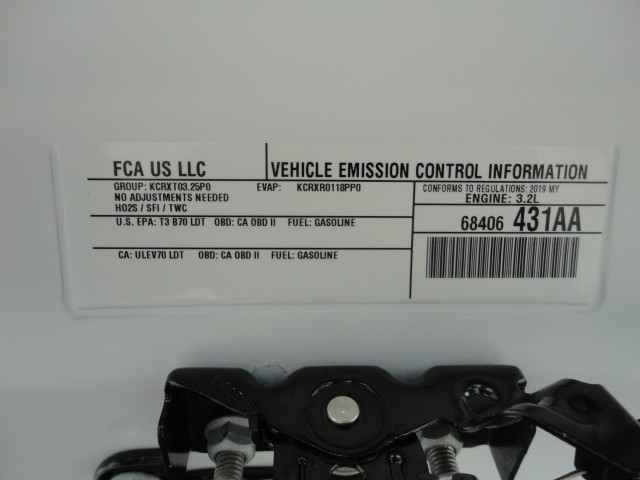 FCA US LLC
VEHICLE EMISSION CONTROL INFORMATION
GROUP: KCRXT03.25P0 EVAP: KCRXR0118PP0
NO ADJUSTMENTS NEEDED
HO2S / SFI / TWC
U.S. EPA: T3 B70 LDT OBD: CA OBD II FUEL: GASOLINE
CA: ULEV70 LDT OBD: CA OBD II FUEL: GASOLINE
CONFORMS TO REGULATIONS: 2019 MY
ENGINE: 3.2L
68406 431AA